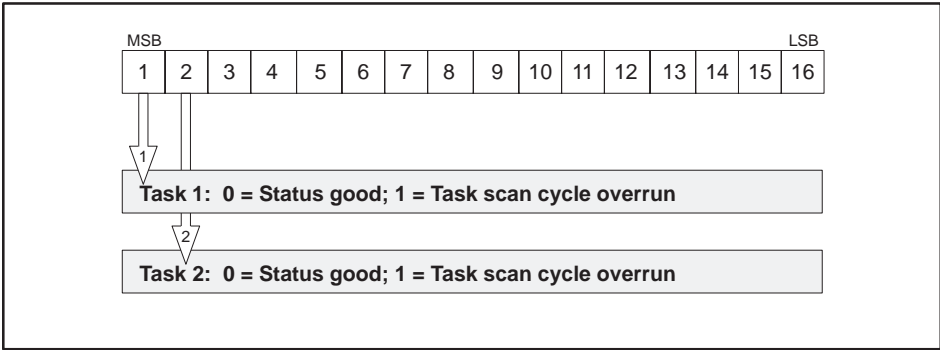 MSB LSB
1 2 3 4 5 6 7 8 9 10 11 12 13 14 15 16
1
Task 1: 0 = Status good; 1 = Task scan cycle overrun
2
Task 2: 0 = Status good; 1 = Task scan cycle overrun